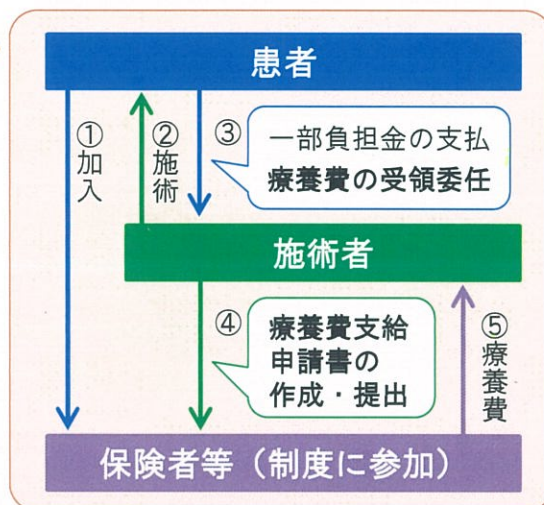 患者
①加入
②施術
③
一部負担金の支払
療養費の受領委任
施術者
④
療養費支給
申請書の
作成・提出
⑤療養費
保険者等（制度に参加）